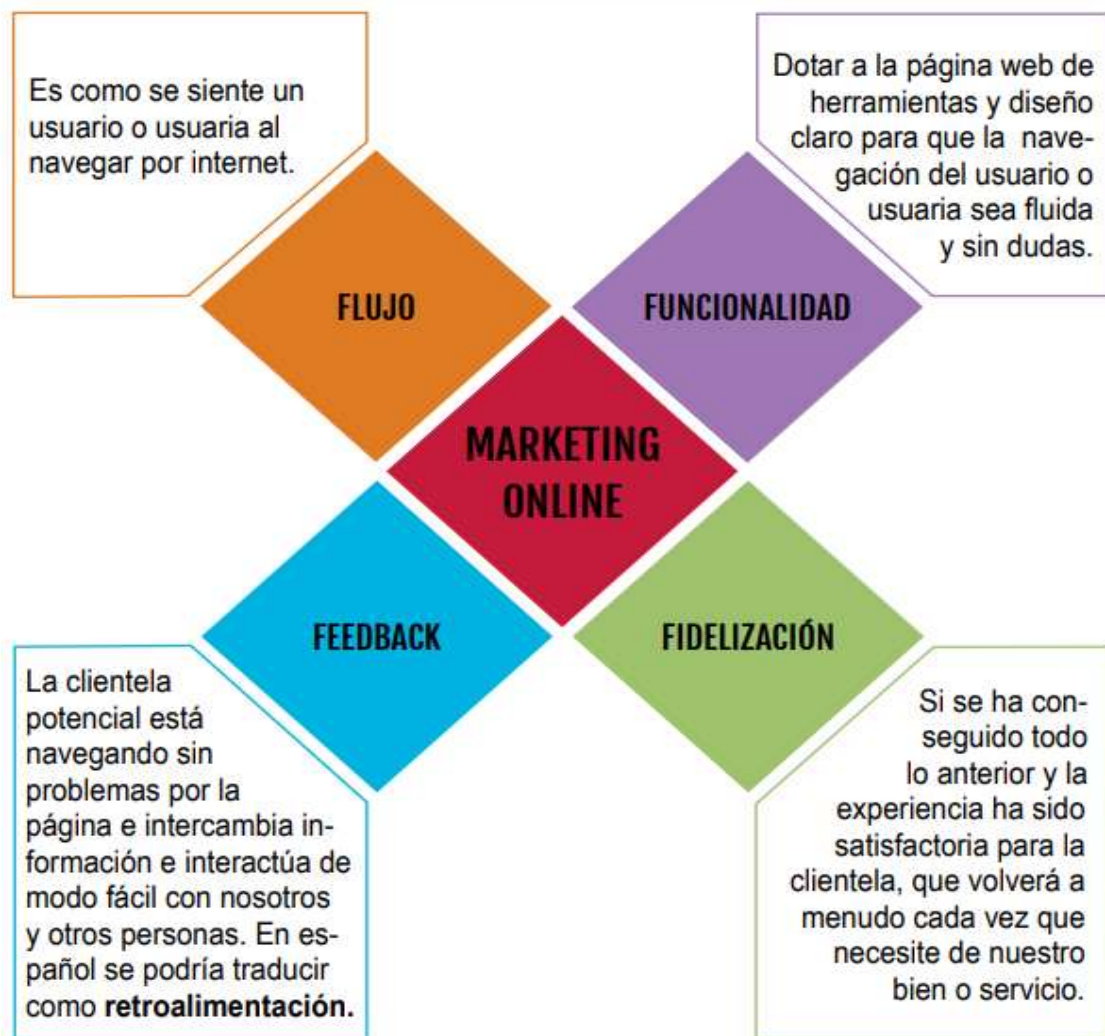 Es como se siente un
usuario o usuaria al
navegar por internet.
Dotar a la página web de
herramientas y diseño
claro para que la nave-
gación del usuario o
usuaria sea fluida
y sin dudas.
FLUJO
FUNCIONALIDAD
MARKETING
ONLINE
FEEDBACK
FIDELIZACIÓN
La clientela
potencial está
navegando sin
problemas por la
página e intercambia in-
formación e interactúa de
modo fácil con nosotros
y otros personas. En es-
pañol se podría traducir
como retroalimentación.
Si se ha con-
seguido todo
lo anterior y la
experiencia ha sido
satisfactoria para la
clientela, que volverá a
menudo cada vez que
necesite de nuestro
bien o servicio.